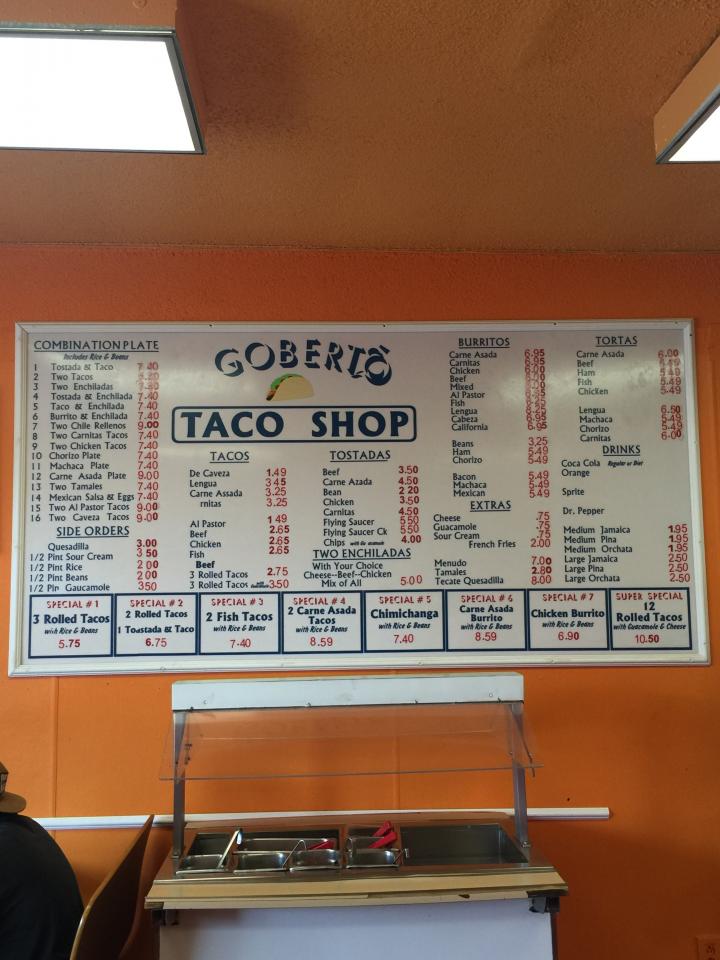 COMBINATION PLATE
Includes Rice & Beans
1 Tostada & Taco 7.40
2 Two Tacos
3 Two Enchiladas
4 Tostada & Enchilada 7.40
5 Taco & Enchilada 7.40
6 Burrito & Enchilada 7.40
7 Two Chile Rellenos 9.00
8 Two Carnitas Tacos 7.40
9 Two Chicken Tacos 7.40
10 Chorizo Plate 7.40
11 Machaca Plate 7.40
12 Carne Asada Plate 9.00
13 Two Tamales 7.40
14 Mexican Salsa & Eggs 7.40
15 Two Al Pastor Tacos 9.00
16 Two Caveza Tacos 9.00
SIDE ORDERS
Quesadilla 3.00
1/2 Pint Sour Cream 3 50
1/2 Pint Rice 2 00
1/2 Pint Beans 2 00
1/2 Pin Gaucamole 350
GOBERTO
TACO SHOP
TACOS
De Caveza 1.49
Lengua 3 45
Carne Assada 3.25
rnitas 3.25
Al Pastor 1 49
Beef 2.65
Chicken 2.65
Fish 2.65
Beef
3 Rolled Tacos 2.75
3 Rolled Tacos 3.50
TOSTADAS
Beef 3.50
Carne Azada 4.50
Bean 2 20
Chicken 3.50
Carnitas 4.50
Flying Saucer 5 50
Flying Saucer Ck 5 50
Chips 4.00
TWO ENCHILADAS
With Your Choice
Cheese--Beef--Chicken
Mix of All 5 00
BURRITOS
Carne Asada 6.95
Carnitas 6.95
Chicken 6.00
Beef
Mixed
Al Pastor
Fish
Lengua 8.25
Cabeza 6.95
California 6.95
Beans 3.25
Ham 5.49
Chorizo 5.49
Bacon 5.49
Machaca 5.49
Mexican 5.49
EXTRAS
Cheese .75
Guacamole .75
Sour Cream .75
French Fries 2.00
Menudo 7.00
Tamales 2.80
Tecate Quesadilla 8.00
TORTAS
Carne Asada 6.00
Beef 5.49
Ham 5.49
Fish 5.49
Chicken 5.49
Lengua 6.50
Machaca 5.49
Chorizo 5.49
Carnitas 6.00
DRINKS
Coca Cola Regular or Diet
Orange
Sprite
Dr. Pepper
Medium Jamaica 1.95
Medium Pina 1.95
Medium Orchata 1.95
Large Jamaica 2.50
Large Pina 2.50
Large Orchata 2.50
SPECIAL # 1
3 Rolled Tacos
with Rice & Beans
5.75
SPECIAL # 2
2 Rolled Tacos
1 Toastada & Taco
6.75
SPECIAL # 3
2 Fish Tacos
with Rice & Beans
7.40
SPECIAL # 4
2 Carne Asada
Tacos
with Rice & Beans
8.59
SPECIAL # 5
Chimichanga
with Rice & Beans
7.40
SPECIAL # 6
Carne Asada
Burrito
with Rice & Beans
8.59
SPECIAL # 7
Chicken Burrito
with Rice & Beans
6.90
SUPER SPECIAL
12
Rolled Tacos
with Guacamole & Cheese
10.50